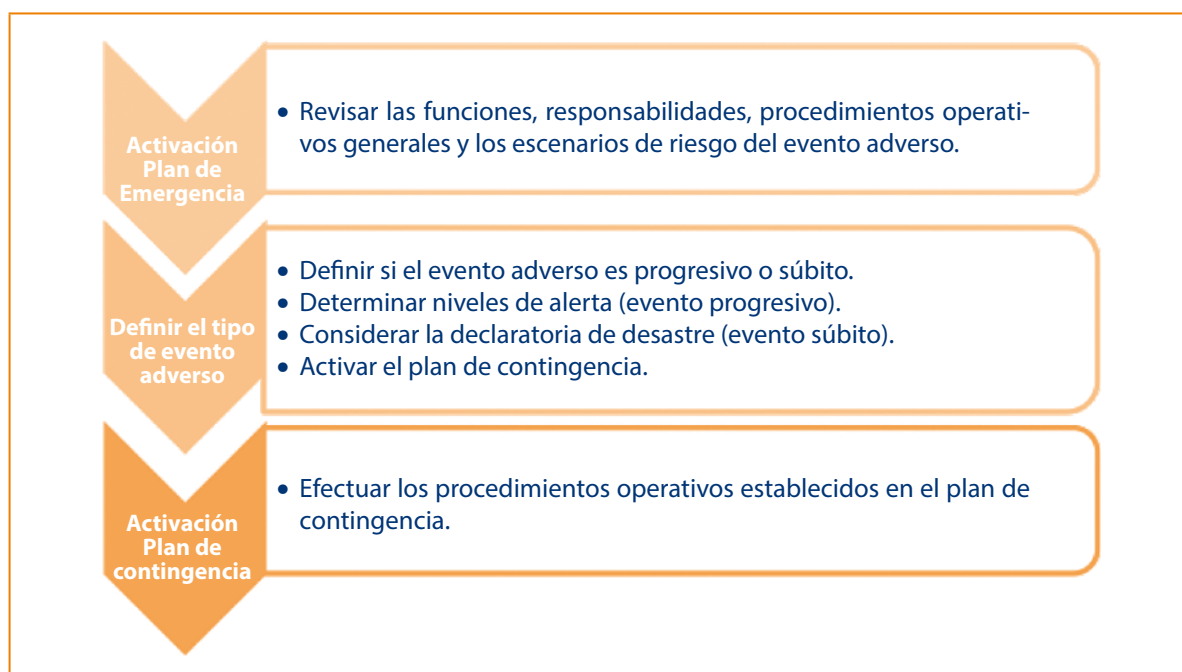 Activación
Plan de
Emergencia
• Revisar las funciones, responsabilidades, procedimientos operati-
vos generales y los escenarios de riesgo del evento adverso.
Definir el tipo
de evento
adverso
• Definir si el evento adverso es progresivo o súbito.
• Determinar niveles de alerta (evento progresivo).
• Considerar la declaratoria de desastre (evento súbito).
• Activar el plan de contingencia.
Activación
Plan de
contingencia
• Efectuar los procedimientos operativos establecidos en el plan de
contingencia.